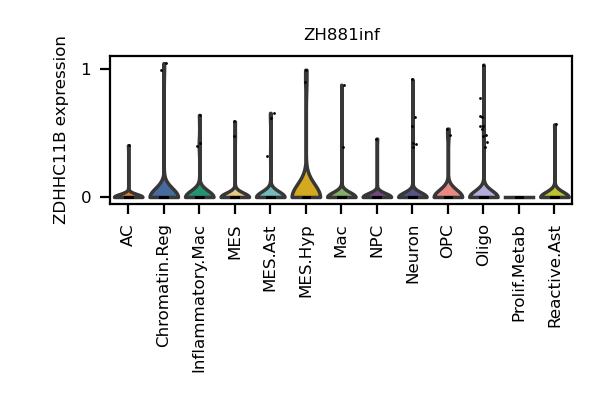 ZH881inf
ZDHHC11B expression
1
0
AC
Chromatin.Reg
Inflammatory.Mac
MES
MES.Ast
MES.Hyp
Mac
NPC
Neuron
OPC
Oligo
Prolif.Metab
Reactive.Ast